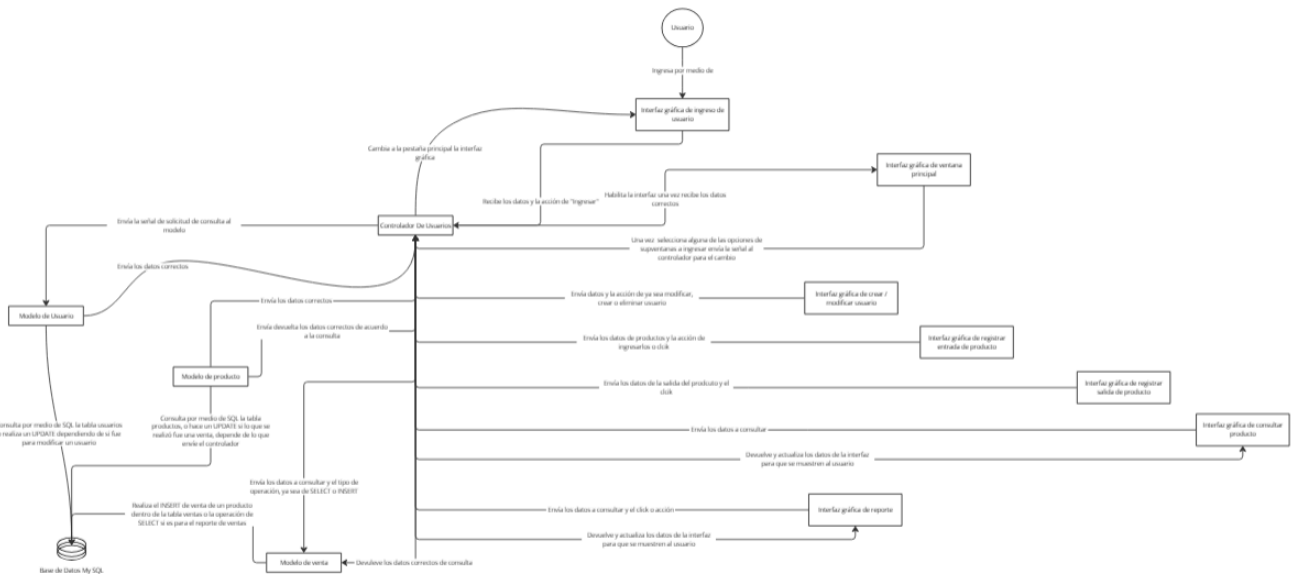 Usuario
Ingresa por medio de
Interfaz gráfica de ingreso de
usuario
Cambia a la pestaña principal la interfaz
gráfica
Interfaz gráfica de ventana
principal
Habilita la interfaz una vez recibe los datos
correctos
Recibe los datos y la acción de "Ingresar"
Envía la señal de solicitud de consulta al
modelo
Controlador De Usuarios
Una vez selecciona alguna de las opciones de
supventanas a ingresar envía la señal al
controlador para el cambio
Envía los datos correctos
Envía datos y la acción de ya sea modificar,
crear o eliminar usuario
Interfaz gráfica de crear /
modificar usuario
Envía los datos correctos
Modelo de Usuario
Envía devuelta los datos correctos de acuerdo
a la consulta
Envía los datos de productos y la acción de
ingresarlos o click
Interfaz gráfica de registrar
entrada de producto
Modelo de producto
Envía los datos de la salida del producto y el
click
Interfaz gráfica de registrar
salida de producto
consulta por medio de SQL la tabla usuarios
realiza un UPDATE dependiendo de si fue
para modificar un usuario
Consulta por medio de SQL la tabla
productos, o hace un UPDATE si lo que se
realizó fue una venta, depende de lo que
envíe el controlador
Envía los datos a consultar
Interfaz gráfica de consultar
producto
Devuelve y actualiza los datos de la interfaz
para que se muestren al usuario
Envía los datos a consultar y el tipo de
operación, ya sea de SELECT o INSERT
Realiza el INSERT de venta de un producto
dentro de la tabla ventas o la operación de
SELECT si es para el reporte de ventas
Envía los datos a consultar y el click o acción
Interfaz gráfica de reporte
Devuelve y actualiza los datos de la interfaz
para que se muestren al usuario
Modelo de venta
Devuleve los datos correctos de consulta
Base de Datos My SQL